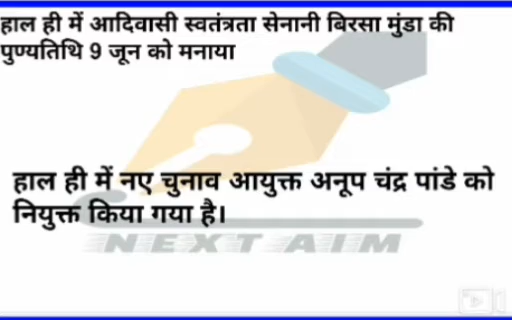 हाल ही में आदिवासी स्वतंत्रता सेनानी बिरसा मुंडा की
पुण्यतिथि 9 जून को मनाया
हाल ही में नए चुनाव आयुक्त अनूप चंद्र पांडे को
नियुक्त किया गया है।
NEXT AIM